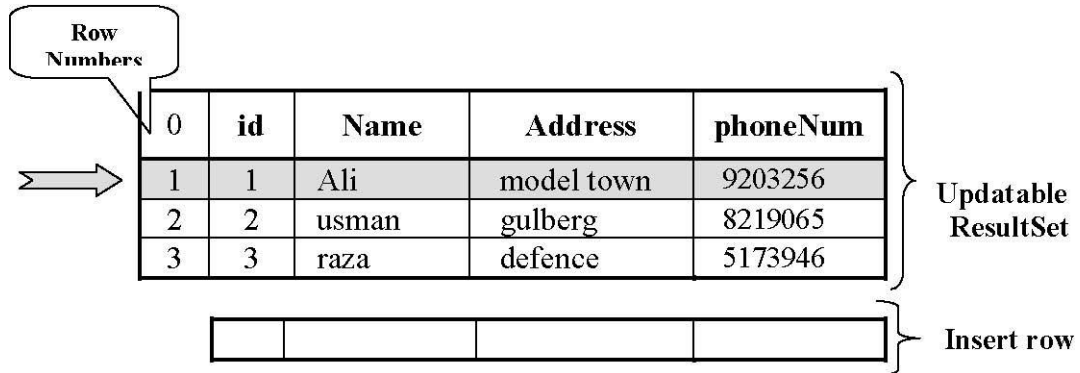 Row
Numbers
0 id Name Address phoneNum
1 1 Ali model town 9203256
2 2 usman gulberg 8219065
3 3 raza defence 5173946
Updatable
ResultSet
Insert row